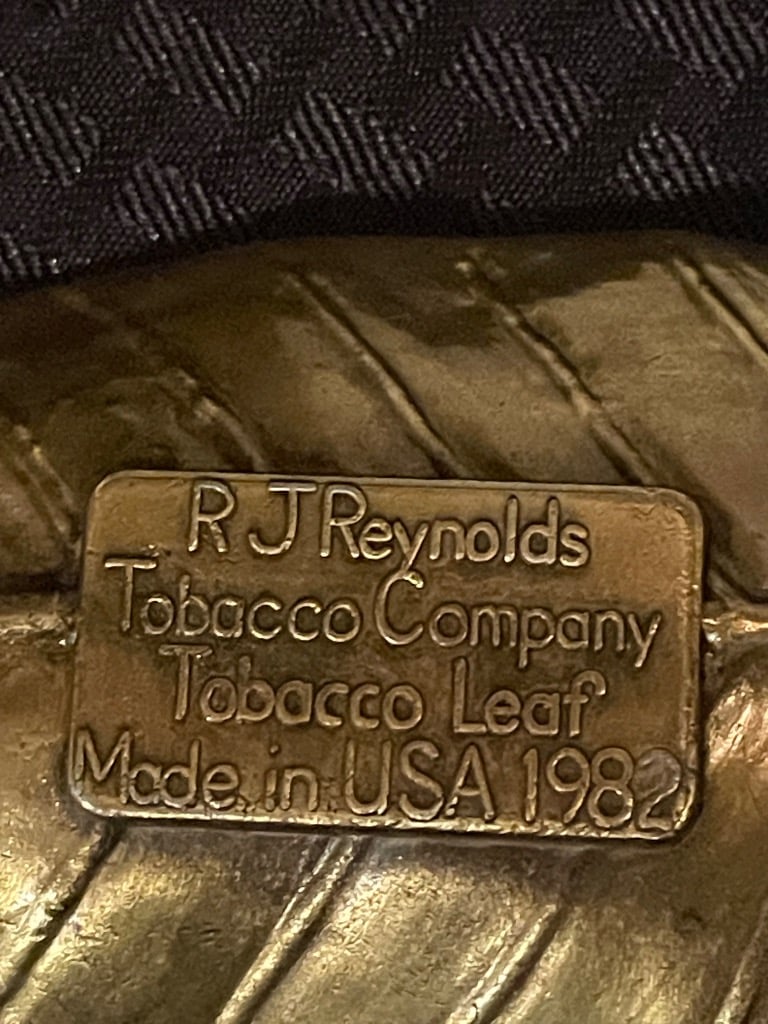 R J Reynolds
Tobacco Company
Tobacco Leaf
Made in USA 1982